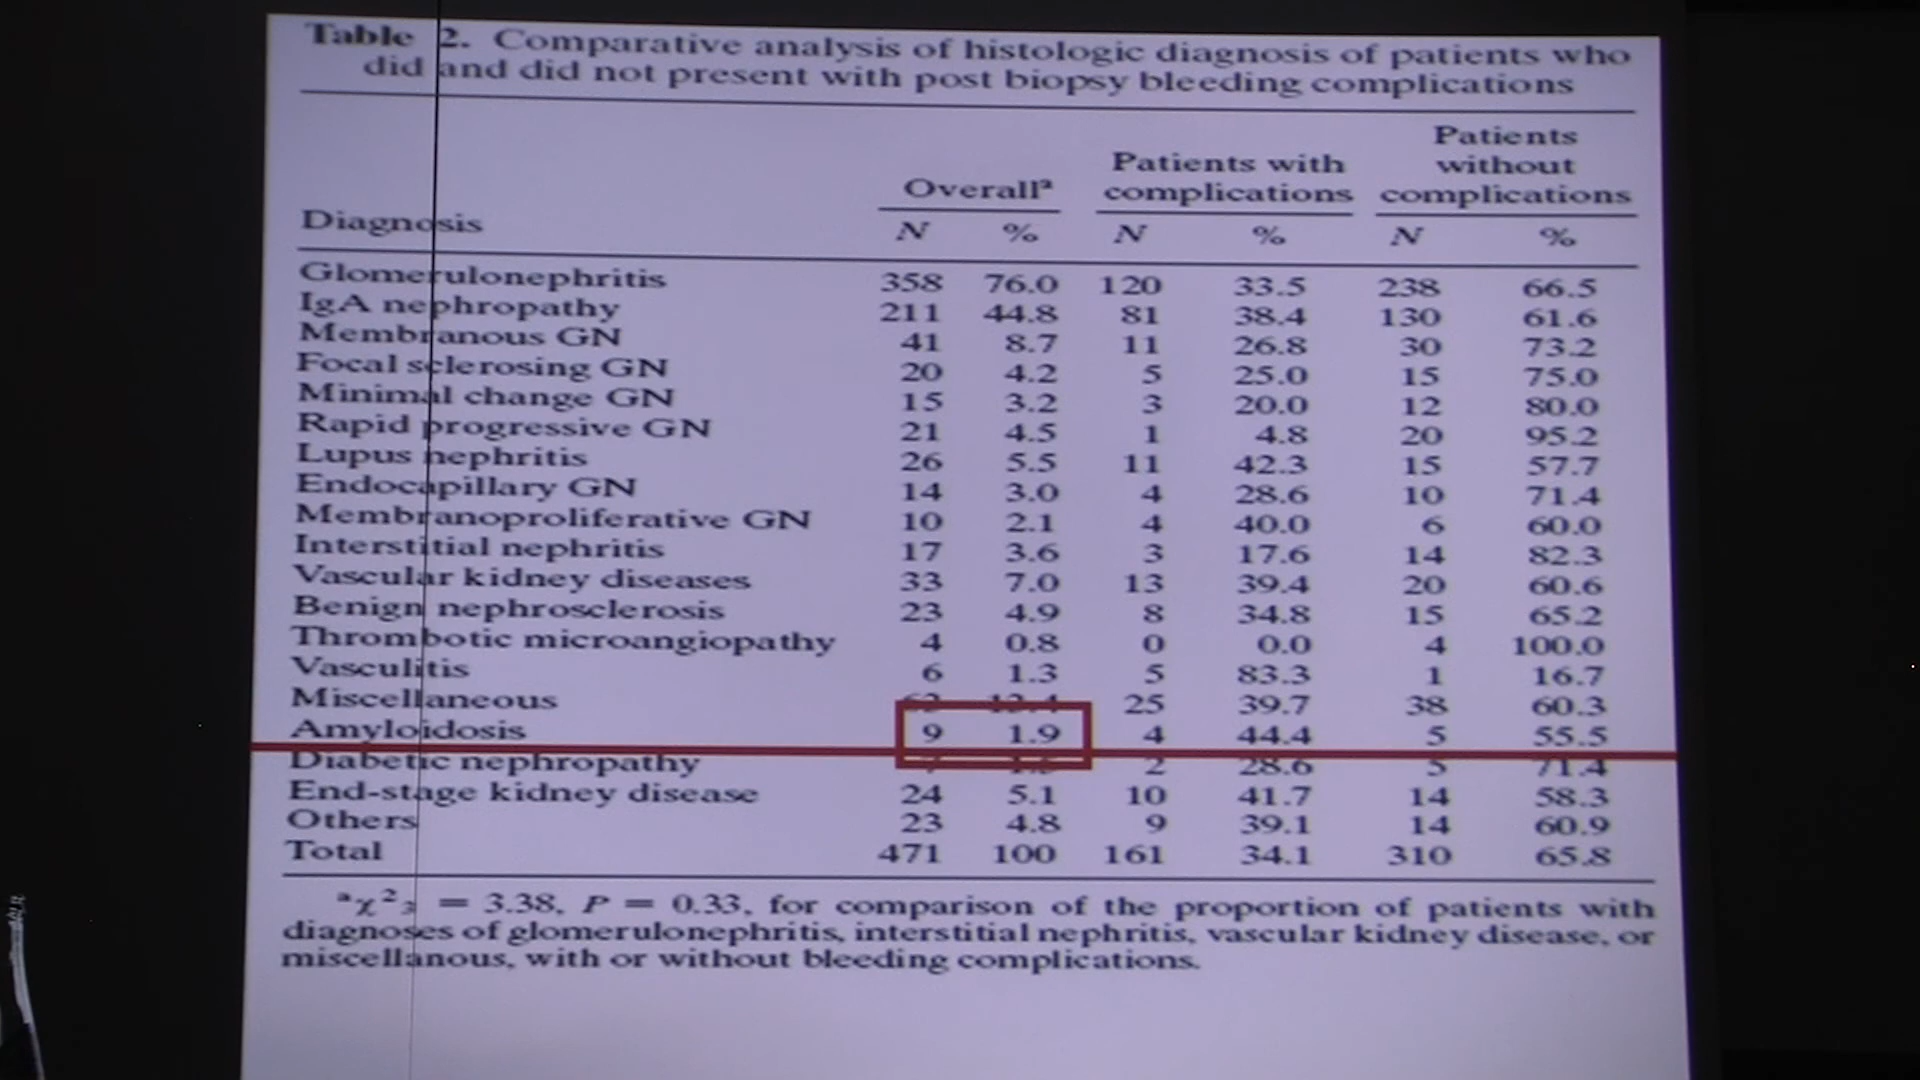 Table 2. Comparative analysis of histologic diagnosis of patients who
did and did not present with post biopsy bleeding complications
Patients
Patients with without
Overallª complications complications
Diagnosis N % N % N %
Glomerulonephritis 358 76.0 120 33.5 238 66.5
IgA nephropathy 211 44.8 81 38.4 130 61.6
Membranous GN 41 8.7 11 26.8 30 73.2
Focal sclerosing GN 20 4.2 5 25.0 15 75.0
Minimal change GN 15 3.2 3 20.0 12 80.0
Rapid progressive GN 21 4.5 1 4.8 20 95.2
Lupus nephritis 26 5.5 11 42.3 15 57.7
Endocapillary GN 14 3.0 4 28.6 10 71.4
Membranoproliferative GN 10 2.1 4 40.0 6 60.0
Interstitial nephritis 17 3.6 3 17.6 14 82.3
Vascular kidney diseases 33 7.0 13 39.4 20 60.6
Benign nephrosclerosis 23 4.9 8 34.8 15 65.2
Thrombotic microangiopathy 4 0.8 0 0.0 4 100.0
Vasculitis 6 1.3 5 83.3 1 16.7
Miscellaneous 25 39.7 38 60.3
Amyloidosis 9 1.9 4 44.4 5 55.5
Diabetic nephropathy 2 28.6 5 71.4
End-stage kidney disease 24 5.1 10 41.7 14 58.3
Others 23 4.8 9 39.1 14 60.9
Total 471 100 161 34.1 310 65.8
ªχ²₃ = 3.38, P = 0.33, for comparison of the proportion of patients with
diagnoses of glomerulonephritis, interstitial nephritis, vascular kidney disease, or
miscellanous, with or without bleeding complications.